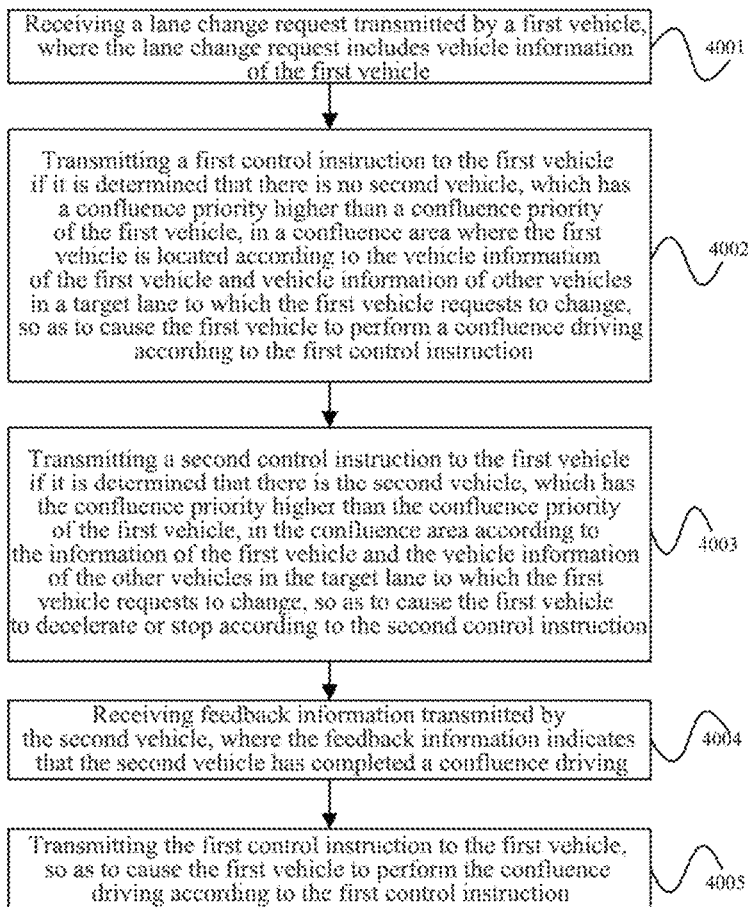 Receiving a lane change request transmitted by a first vehicle,
where the lane change request includes vehicle information
of the first vehicle
4001
Transmitting a first control instruction to the first vehicle
if it is determined that there is no second vehicle, which has
a confluence priority higher than a confluence priority
of the first vehicle, in a confluence area where the first
vehicle is located according to the vehicle information
of the first vehicle and vehicle information of other vehicles
in a target lane to which the first vehicle requests to change,
so as to cause the first vehicle to perform a confluence driving
according to the first control instruction
4002
Transmitting a second control instruction to the first vehicle
if it is determined that there is the second vehicle, which has
the confluence priority higher than the confluence priority
of the first vehicle, in the confluence area according to
the information of the first vehicle and the vehicle information
of the other vehicles in the target lane to which the first
vehicle requests to change, so as to cause the first vehicle
to decelerate or stop according to the second control instruction
4003
Receiving feedback information transmitted by
the second vehicle, where the feedback information indicates
that the second vehicle has completed a confluence driving
4004
Transmitting the first control instruction to the first vehicle,
so as to cause the first vehicle to perform the confluence
driving according to the first control instruction
4005